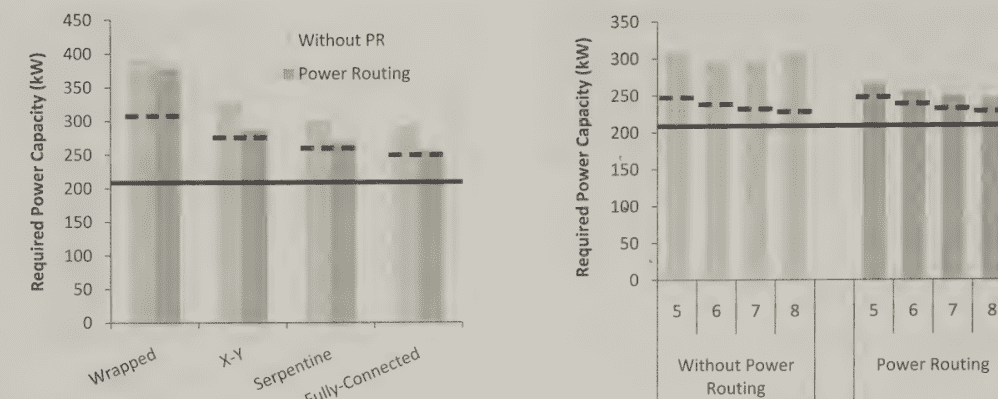 Required Power Capacity (kW)
450
400
350
300
250
200
150
100
50
0
Without PR
Power Routing
Wrapped
X-Y
Serpentine
Fully-Connected
Required Power Capacity (kW)
350
300
250
200
150
100
50
0
5 6 7 8 5 6 7 8
Without Power Power Routing
Routing